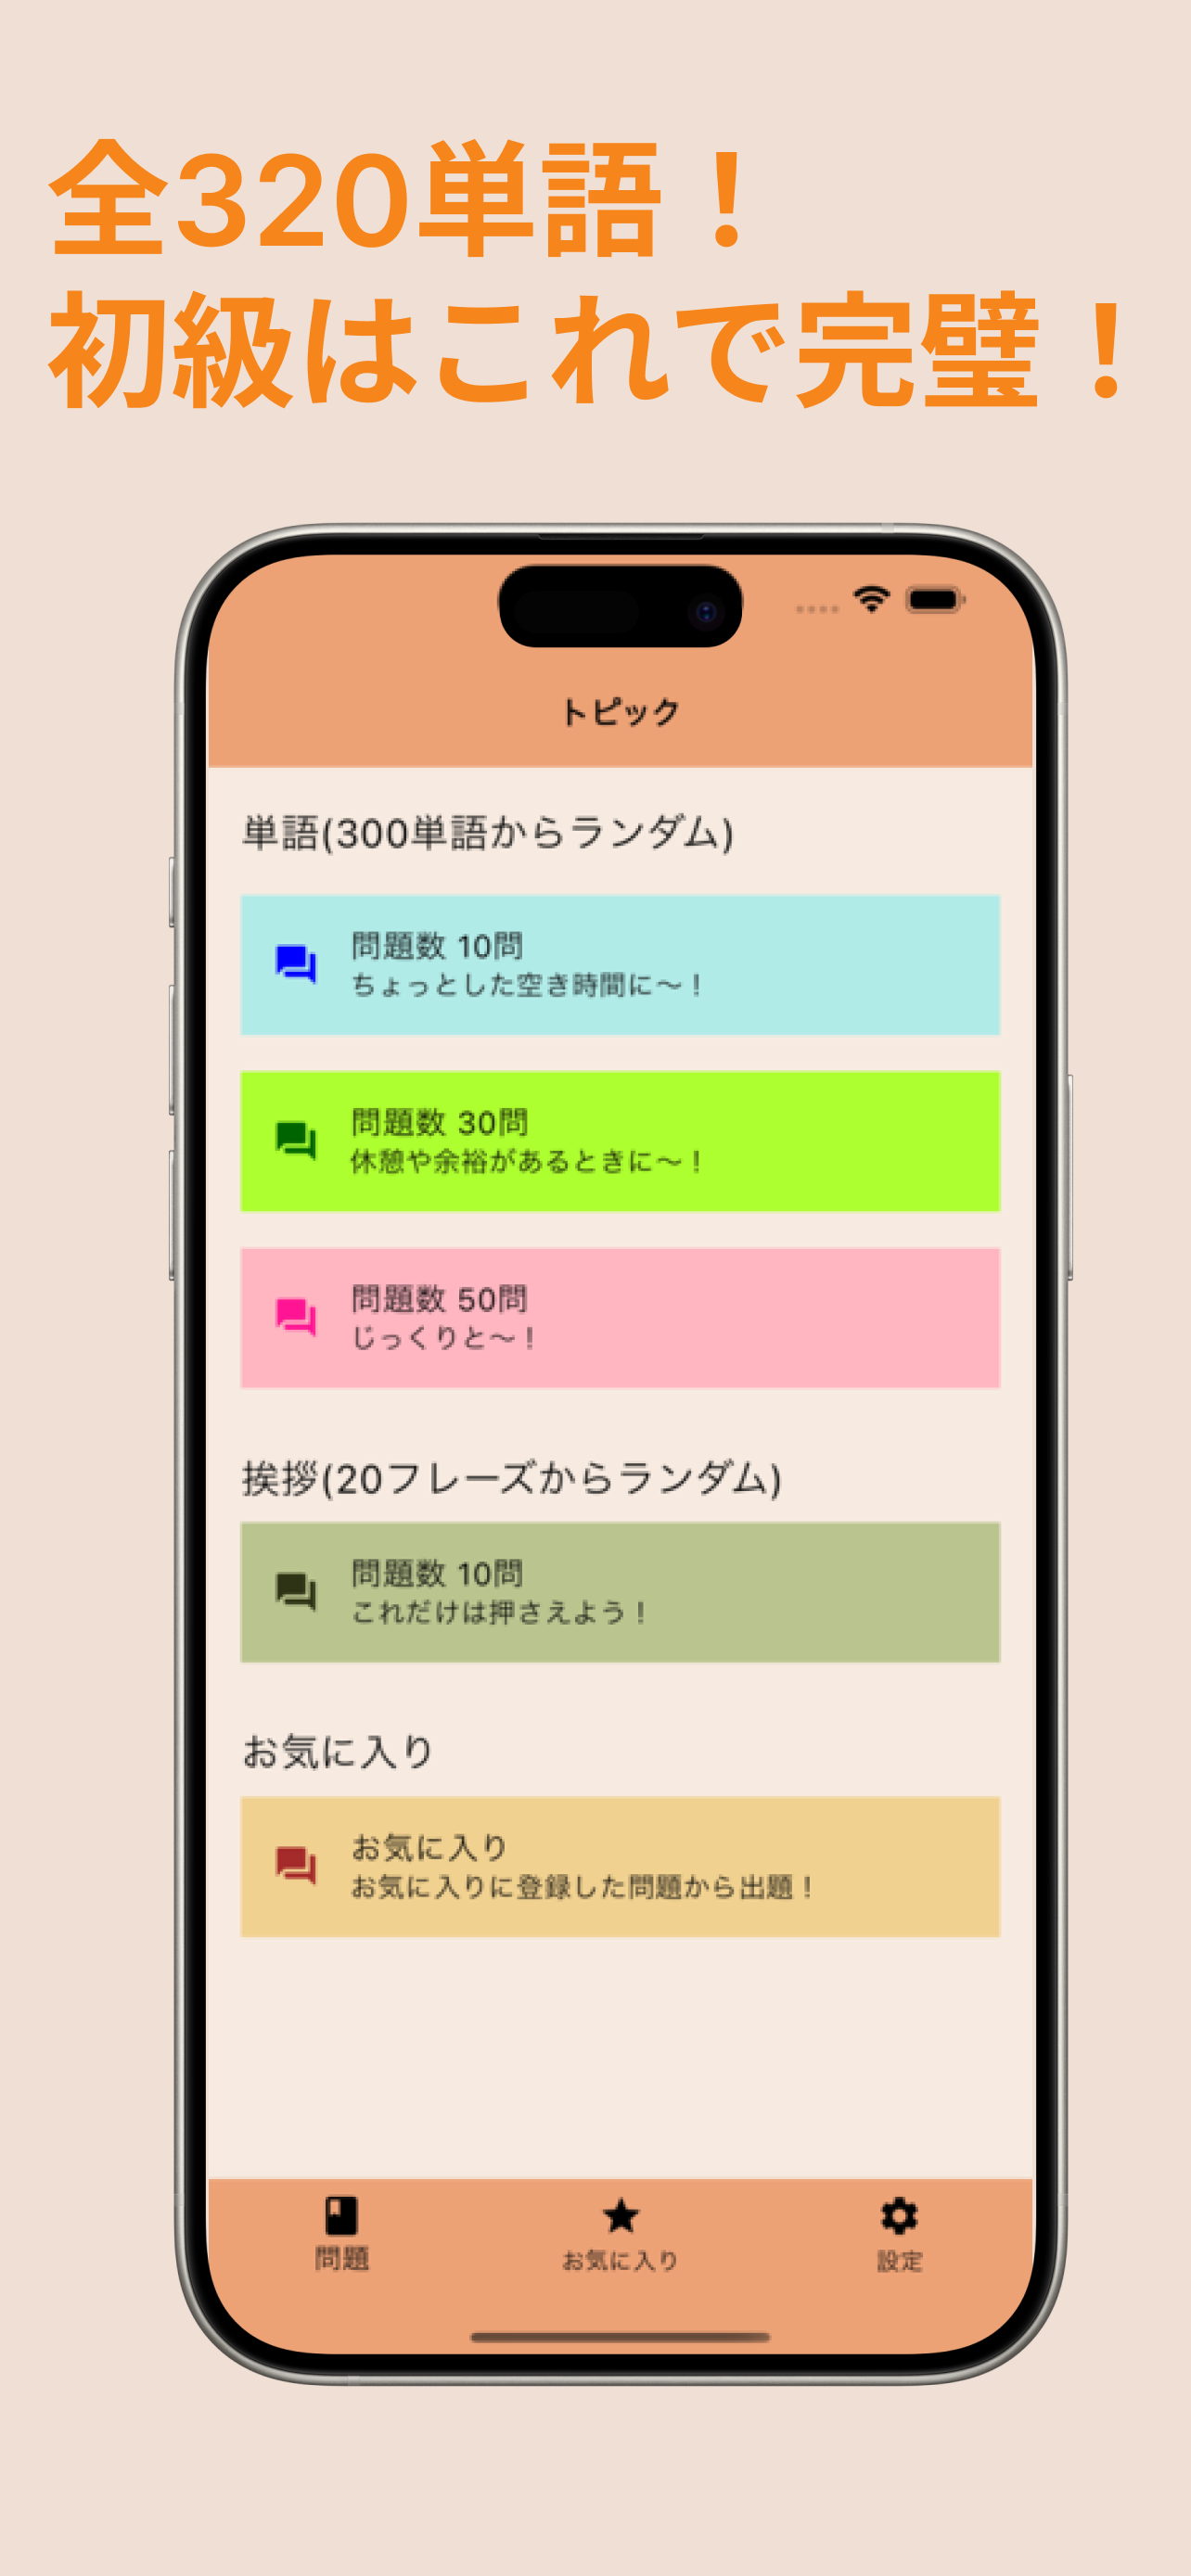 全320単語！
初級はこれで完璧！
トピック
単語(300単語からランダム)
問題数 10問
ちょっとした空き時間に〜！
問題数 30問
休憩や余裕があるときに〜！
問題数 50問
じっくりと〜！
挨拶(20フレーズからランダム)
問題数 10問
これだけは押さえよう！
お気に入り
お気に入り
お気に入りに登録した問題から出題！
問題
お気に入り
設定